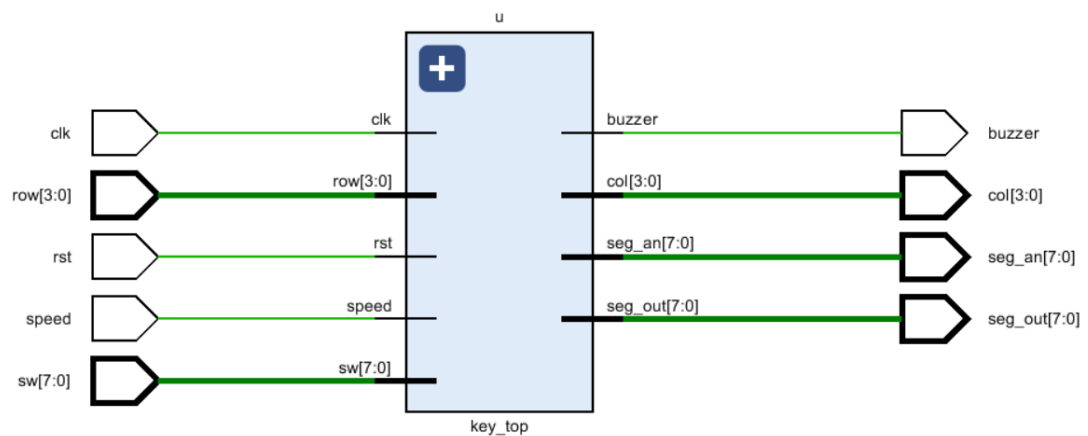 u
clk clk buzzer buzzer
row[3:0] row[3:0] col[3:0] col[3:0]
rst rst seg_an[7:0] seg_an[7:0]
speed speed seg_out[7:0] seg_out[7:0]
sw[7:0] sw[7:0]
key_top